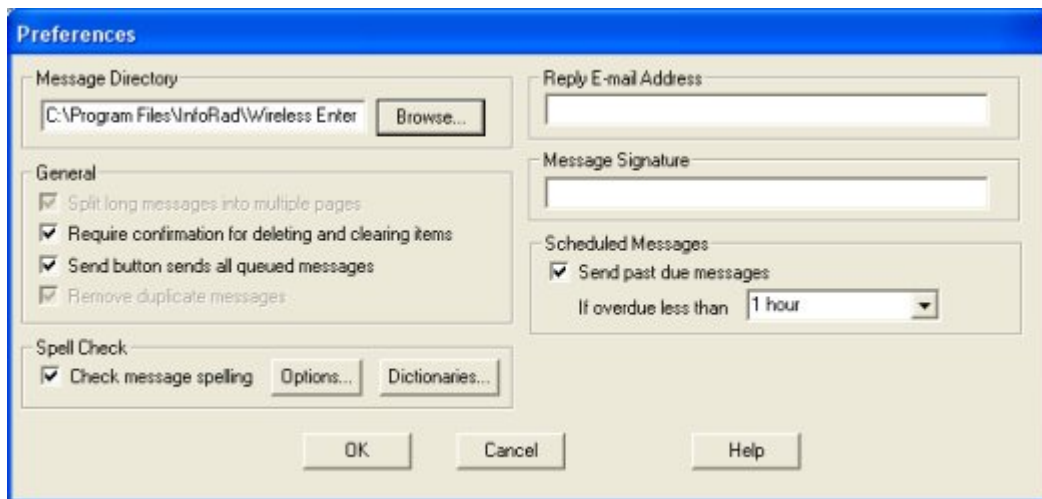 Preferences
Message Directory
C:\Program Files\InfoRad\Wireless Enter
Browse...
General
Split long messages into multiple pages
Require confirmation for deleting and clearing items
Send button sends all queued messages
Remove duplicate messages
Spell Check
Check message spelling
Options...
Dictionaries...
Reply E-mail Address
Message Signature
Scheduled Messages
Send past due messages
If overdue less than
1 hour
OK
Cancel
Help